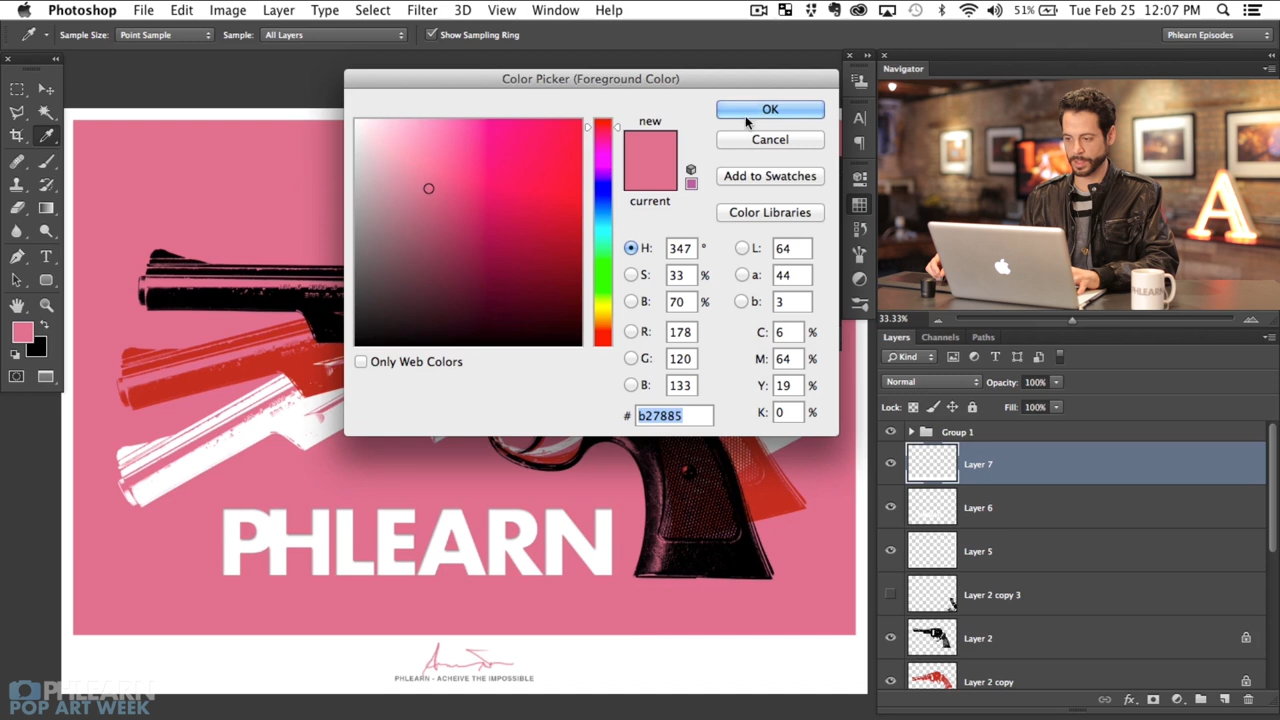 Photoshop File Edit Image Layer Type Select Filter 3D View Window Help 51% Tue Feb 25 12:07 PM
Sample Size: Point Sample Sample: All Layers Show Sampling Ring Phlearn Episodes
Color Picker (Foreground Color)
Navigator
new
OK
Cancel
Add to Swatches
current
Color Libraries
H: 347 ° L: 64
S: 33 % a: 44
B: 70 % b: 3
R: 178 C: 6 %
G: 120 M: 64 %
B: 133 Y: 19 %
# b27885 K: 0 %
Only Web Colors
A
PHLEARN
33.33%
Layers Channels Paths
Kind
Normal Opacity: 100%
Lock: Fill: 100%
Group 1
Layer 7
Layer 6
Layer 5
Layer 2 copy 3
Layer 2
Layer 2 copy
PHLEARN
PHLEARN - ACHEIVE THE IMPOSSIBLE
PHLEARN
POP ART WEEK